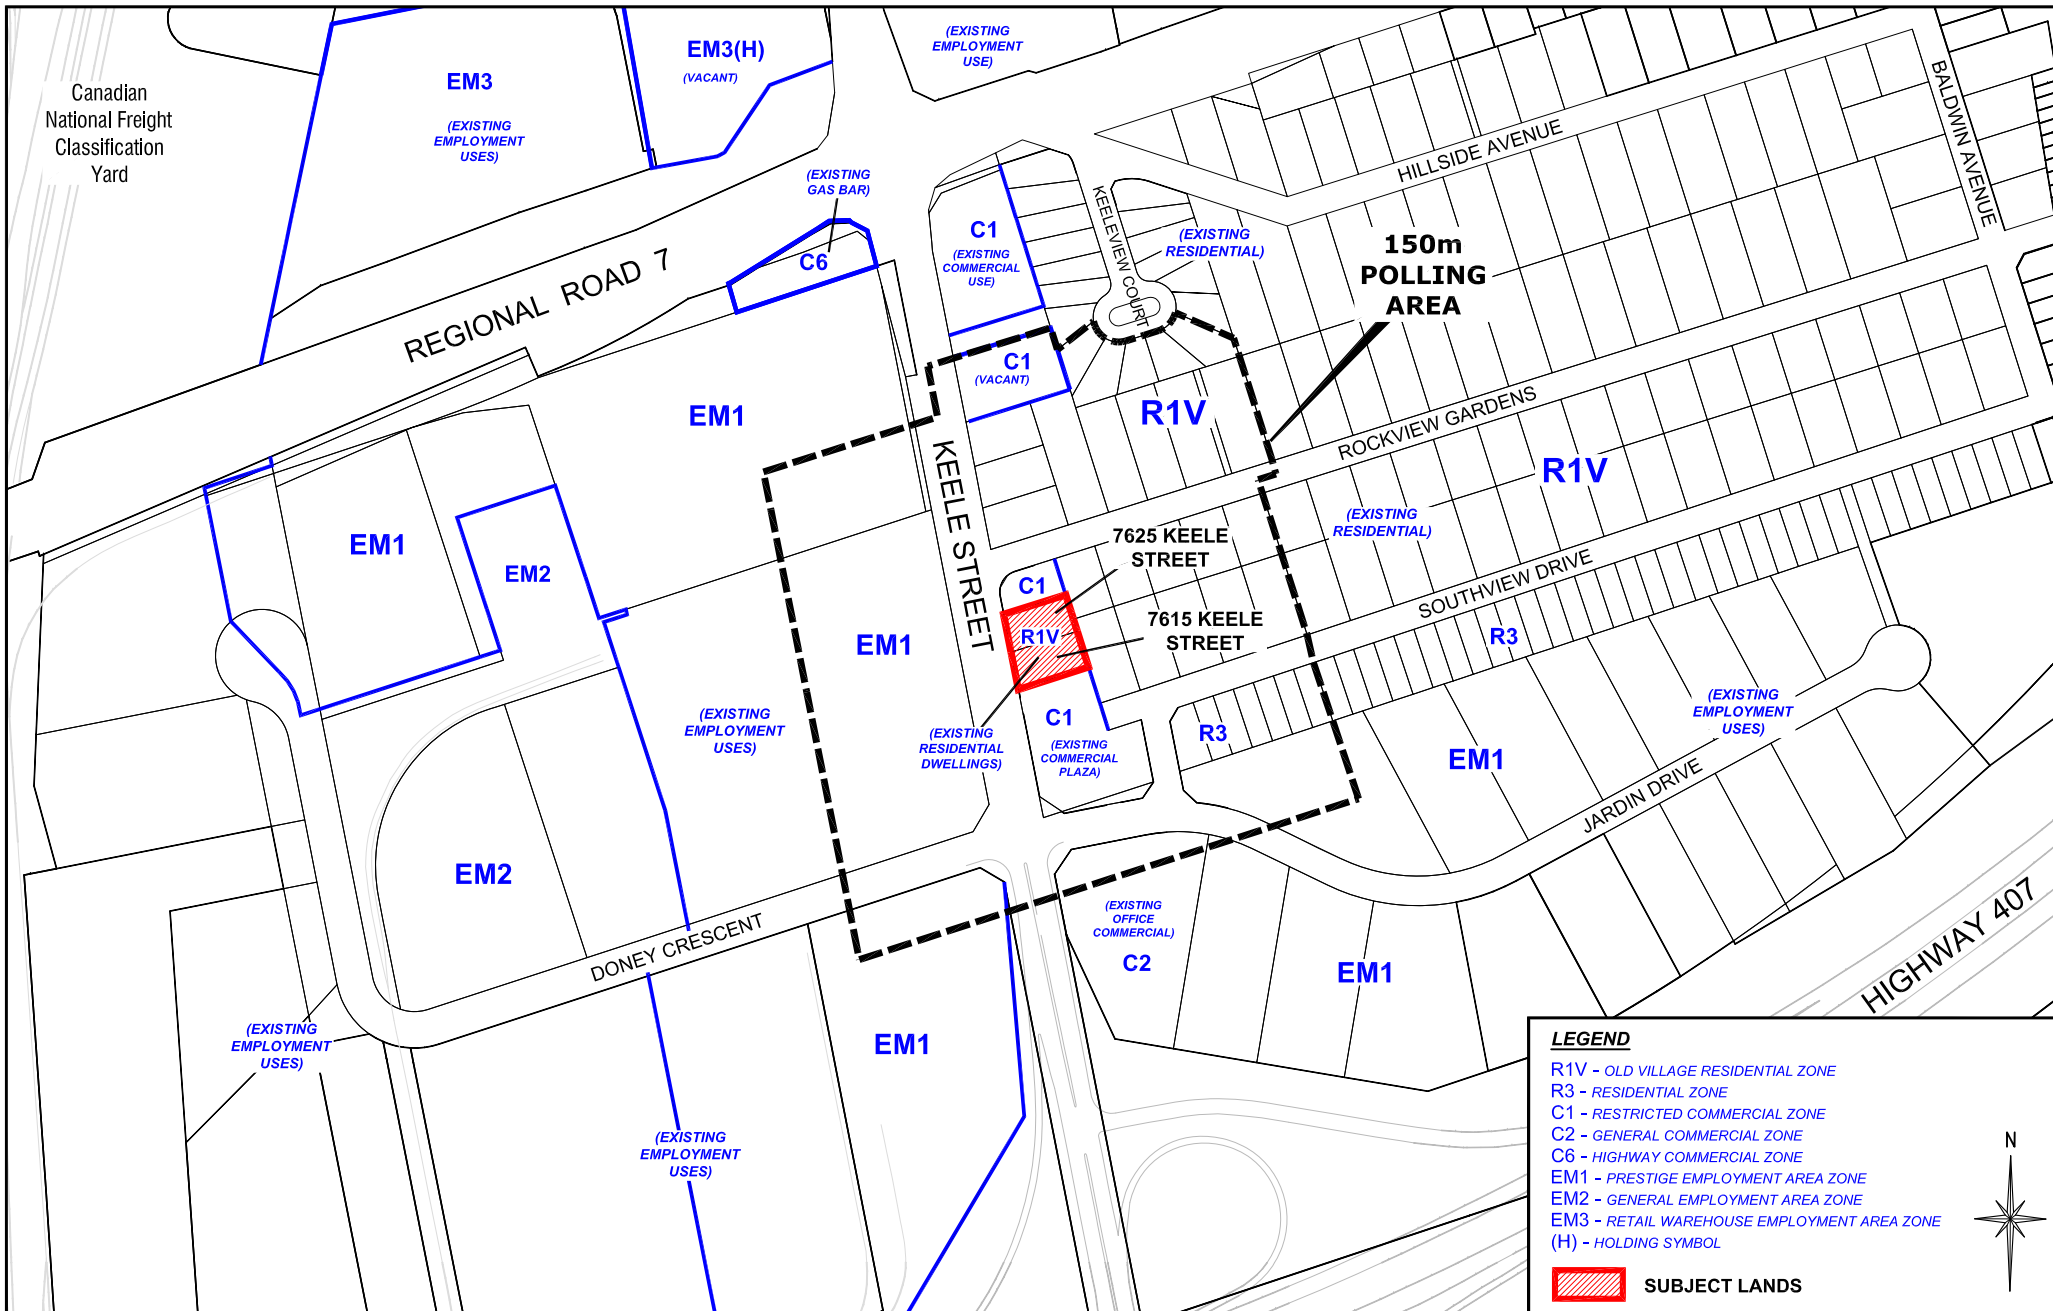 Canadian
National Freight
Classification
Yard
EM3
(EXISTING
EMPLOYMENT
USES)
EM3(H)
(VACANT)
(EXISTING
EMPLOYMENT
USE)
(EXISTING
GAS BAR)
C6
REGIONAL ROAD 7
C1
(EXISTING
COMMERCIAL
USE)
KEELEVIEW COURT
(EXISTING
RESIDENTIAL)
HILLSIDE AVENUE
BALDWIN AVENUE
150m
POLLING
AREA
C1
(VACANT)
R1V
ROCKVIEW GARDENS
R1V
EM1
KEELE STREET
EM1
EM2
(EXISTING
RESIDENTIAL)
7625 KEELE
STREET
C1
R1V
7615 KEELE
STREET
SOUTHVIEW DRIVE
R3
EM1
(EXISTING
EMPLOYMENT
USES)
(EXISTING
RESIDENTIAL
DWELLINGS)
C1
(EXISTING
COMMERCIAL
PLAZA)
R3
EM1
(EXISTING
EMPLOYMENT
USES)
JARDIN DRIVE
EM2
DONEY CRESCENT
(EXISTING
OFFICE
COMMERCIAL)
C2
EM1
HIGHWAY 407
(EXISTING
EMPLOYMENT
USES)
EM1
(EXISTING
EMPLOYMENT
USES)
LEGEND
R1V - OLD VILLAGE RESIDENTIAL ZONE
R3 - RESIDENTIAL ZONE
C1 - RESTRICTED COMMERCIAL ZONE
C2 - GENERAL COMMERCIAL ZONE
C6 - HIGHWAY COMMERCIAL ZONE
EM1 - PRESTIGE EMPLOYMENT AREA ZONE
EM2 - GENERAL EMPLOYMENT AREA ZONE
EM3 - RETAIL WAREHOUSE EMPLOYMENT AREA ZONE
(H) - HOLDING SYMBOL
N
SUBJECT LANDS